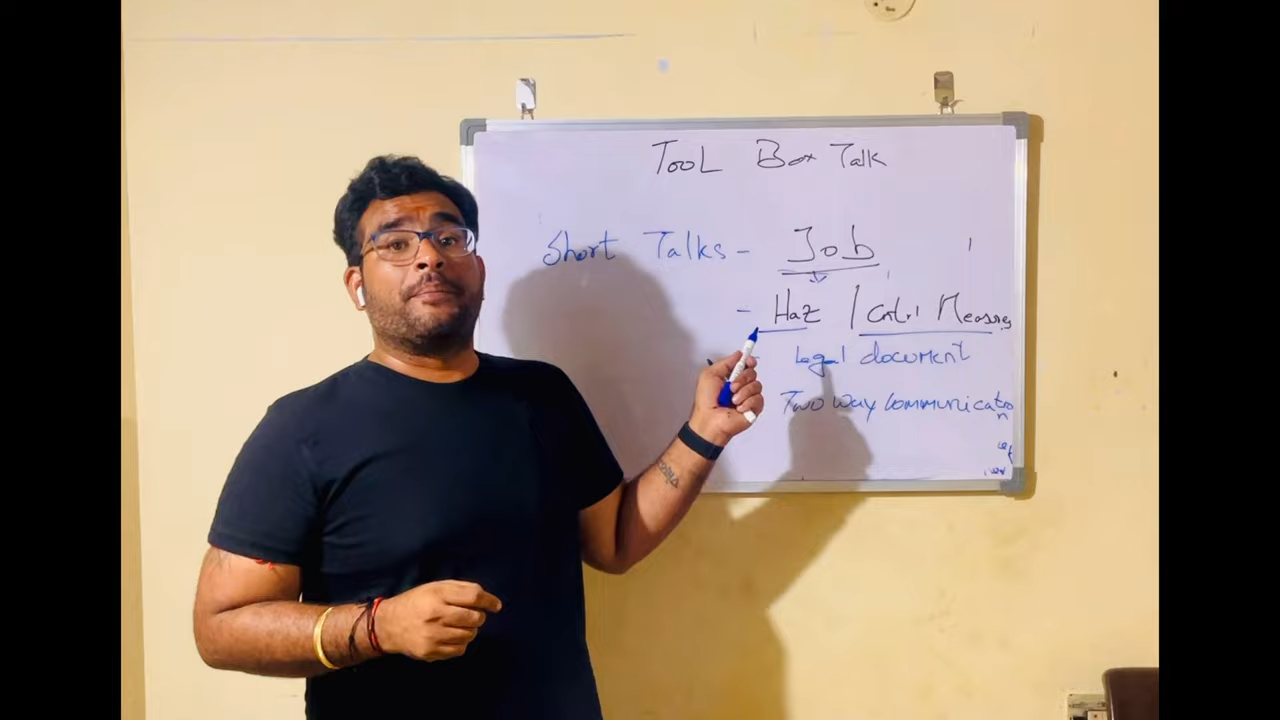 TOOL BOX Talk
Short Talks - Job
- Haz / Cntrl Measures
- Legal document
Two way Communication